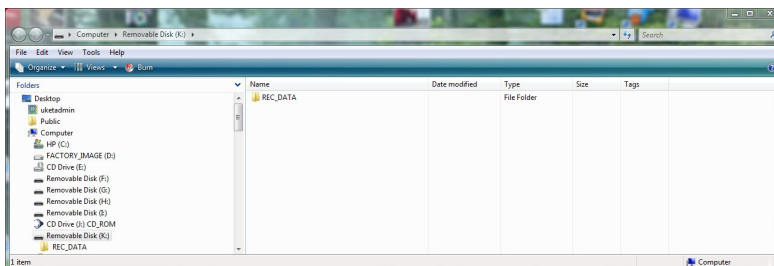 Computer ▸ Removable Disk (K:) ▸
Search
File Edit View Tools Help
Organize Views Burn
Folders
Name Date modified Type Size Tags
Desktop
uketadmin
Public
Computer
HP (C:)
FACTORY_IMAGE (D:)
CD Drive (E:)
Removable Disk (F:)
Removable Disk (G:)
Removable Disk (H:)
Removable Disk (I:)
CD Drive (J:) CD_ROM
Removable Disk (K:)
REC_DATA
REC_DATA File Folder
1 item
Computer